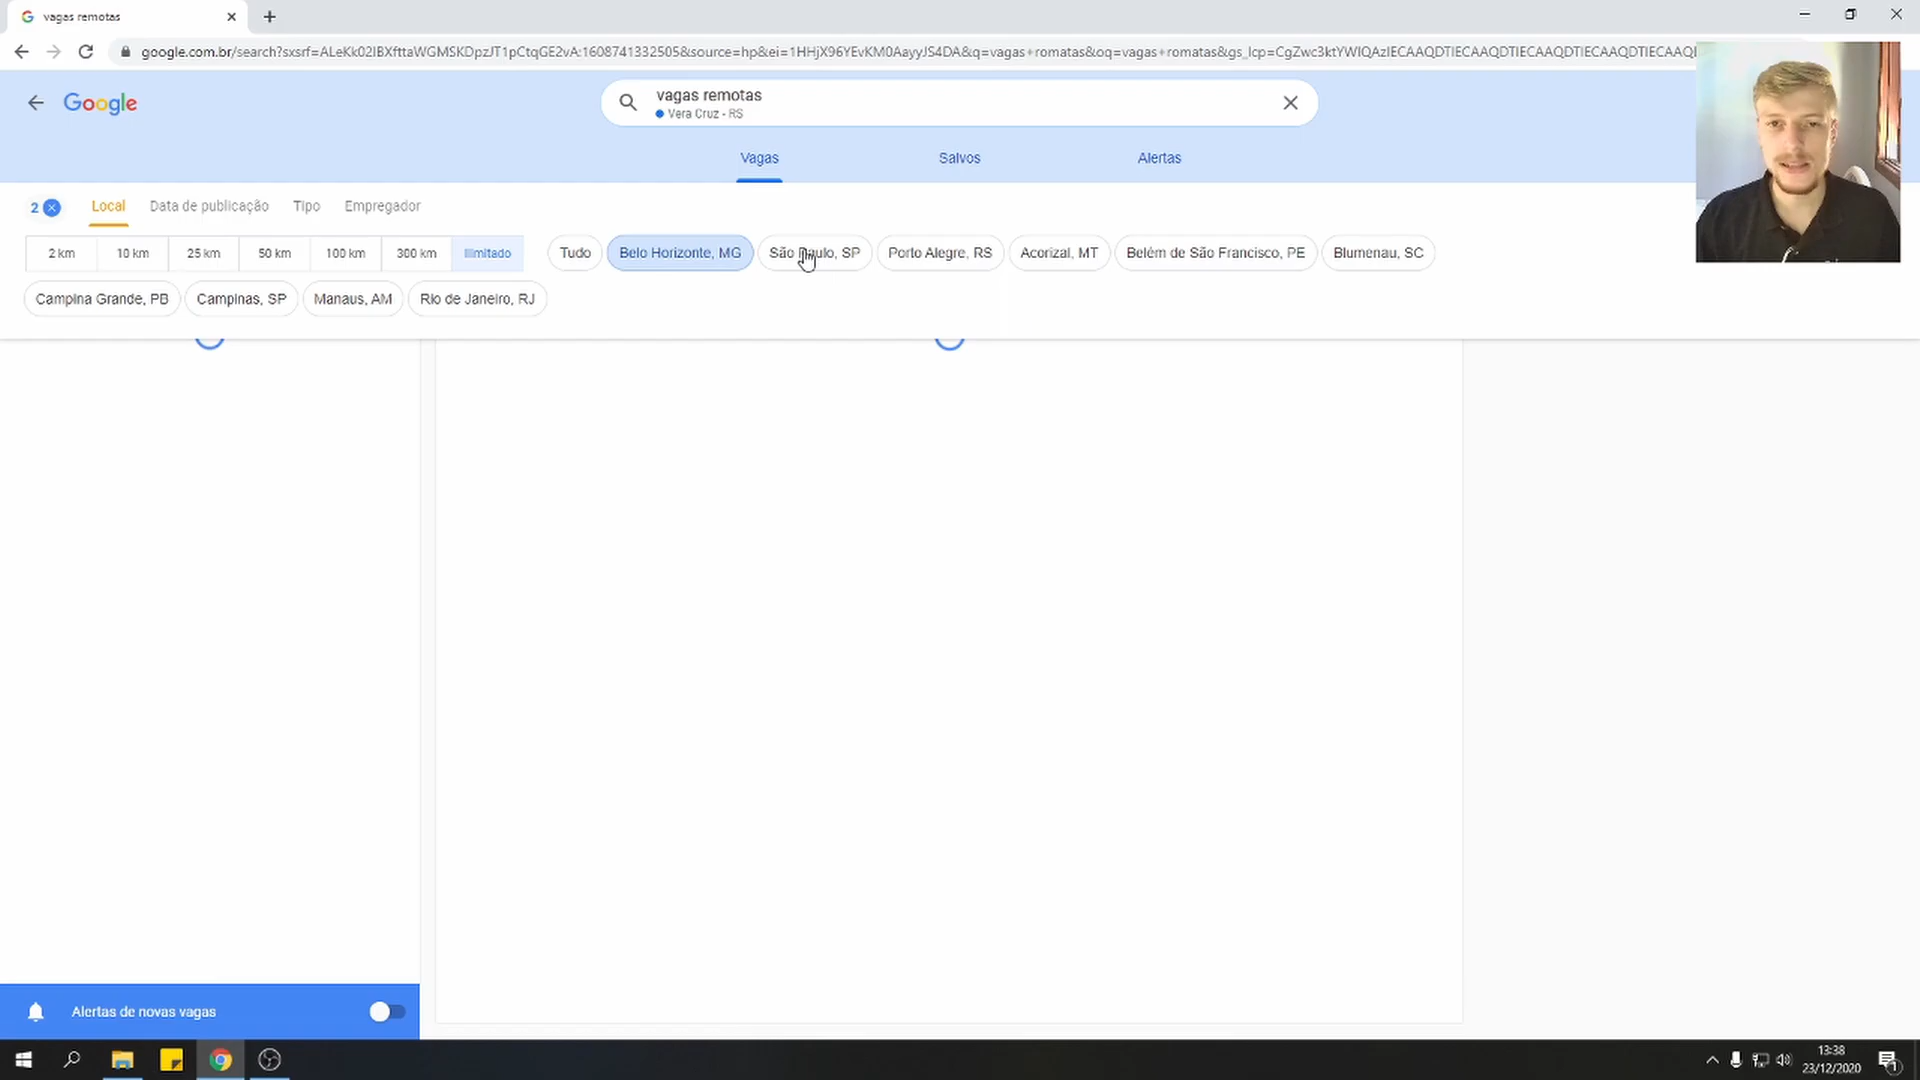 vagas remotas
google.com.br/search?sxsrf=ALeKk02IBXfttaWGMSKDpzJT1pCtqGE2vA:1608741332505&source=hp&ei=1HHjX96YEvKM0AayyJS4DA&q=vagas+romatas&oq=vagas+romatas&gs_lcp=CgZwc3ktYWIQAzIECAAQDTIECAAQDTIECAAQDTIECAAQDTIECAAQDTIECAAQI
Google
vagas remotas
Vera Cruz - RS
Vagas Salvos Alertas
2 Local Data de publicação Tipo Empregador
2 km 10 km 25 km 50 km 100 km 300 km Ilimitado Tudo Belo Horizonte, MG São Paulo, SP Porto Alegre, RS Acorizal, MT Belém de São Francisco, PE Blumenau, SC
Campina Grande, PB Campinas, SP Manaus, AM Rio de Janeiro, RJ
Alertas de novas vagas
13:38
23/12/2020
1